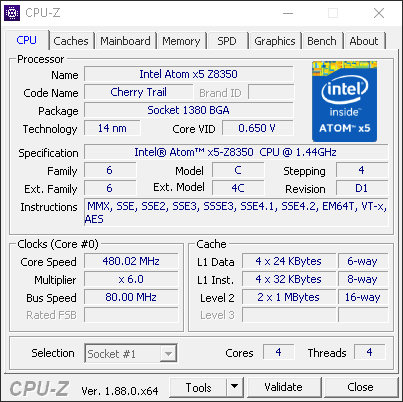 CPU-Z
CPU Caches Mainboard Memory SPD Graphics Bench About
Processor
Name Intel Atom x5 Z8350
Code Name Cherry Trail Brand ID
Package Socket 1380 BGA
Technology 14 nm Core VID 0.650 V
intel
inside™
ATOM™ x5
Specification Intel® Atom™ x5-Z8350 CPU @ 1.44GHz
Family 6 Model C Stepping 4
Ext. Family 6 Ext. Model 4C Revision D1
Instructions MMX, SSE, SSE2, SSE3, SSSE3, SSE4.1, SSE4.2, EM64T, VT-x,
AES
Clocks (Core #0)
Core Speed 480.02 MHz
Multiplier x 6.0
Bus Speed 80.00 MHz
Rated FSB
Cache
L1 Data 4 x 24 KBytes 6-way
L1 Inst. 4 x 32 KBytes 8-way
Level 2 2 x 1 MBytes 16-way
Level 3
Selection Socket #1 Cores 4 Threads 4
CPU-Z Ver. 1.88.0.x64 Tools Validate Close